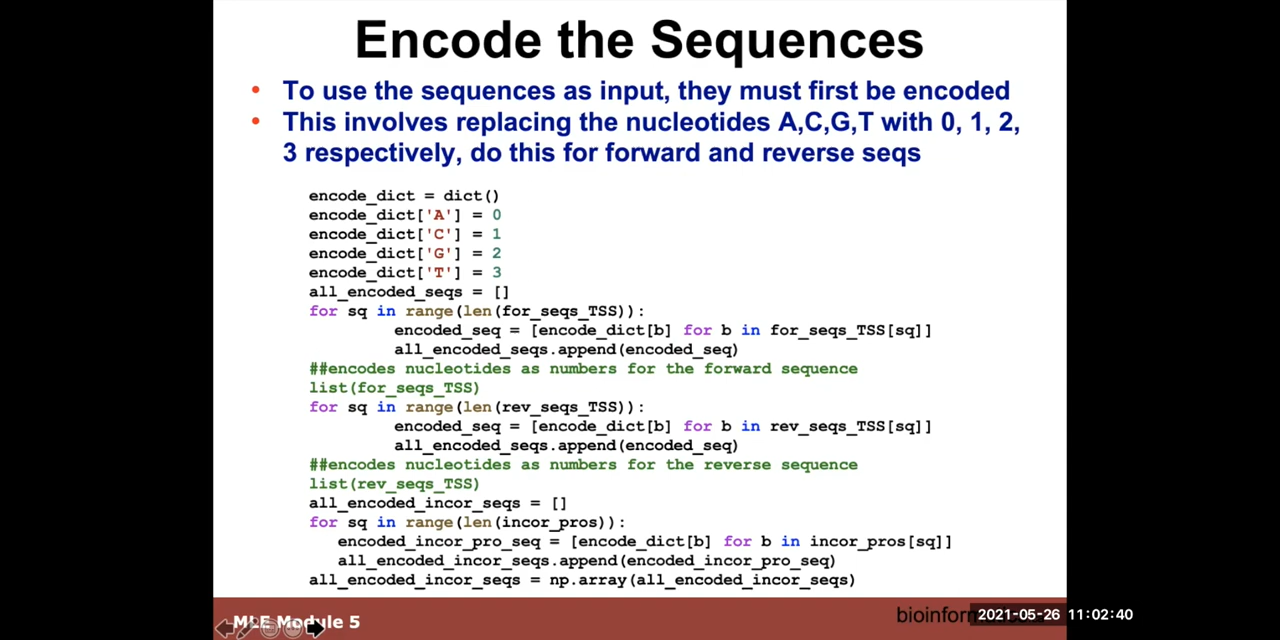 Encode the Sequences
• To use the sequences as input, they must first be encoded
• This involves replacing the nucleotides A,C,G,T with 0, 1, 2,
3 respectively, do this for forward and reverse seqs
encode_dict = dict()
encode_dict['A'] = 0
encode_dict['C'] = 1
encode_dict['G'] = 2
encode_dict['T'] = 3
all_encoded_seqs = []
for sq in range(len(for_seqs_TSS)):
        encoded_seq = [encode_dict[b] for b in for_seqs_TSS[sq]]
        all_encoded_seqs.append(encoded_seq)
##encodes nucleotides as numbers for the forward sequence
list(for_seqs_TSS)
for sq in range(len(rev_seqs_TSS)):
        encoded_seq = [encode_dict[b] for b in rev_seqs_TSS[sq]]
        all_encoded_seqs.append(encoded_seq)
##encodes nucleotides as numbers for the reverse sequence
list(rev_seqs_TSS)
all_encoded_incor_seqs = []
for sq in range(len(incor_pros)):
   encoded_incor_pro_seq = [encode_dict[b] for b in incor_pros[sq]]
   all_encoded_incor_seqs.append(encoded_incor_pro_seq)
all_encoded_incor_seqs = np.array(all_encoded_incor_seqs)
MLE Module 5
2021-05-26 11:02:40